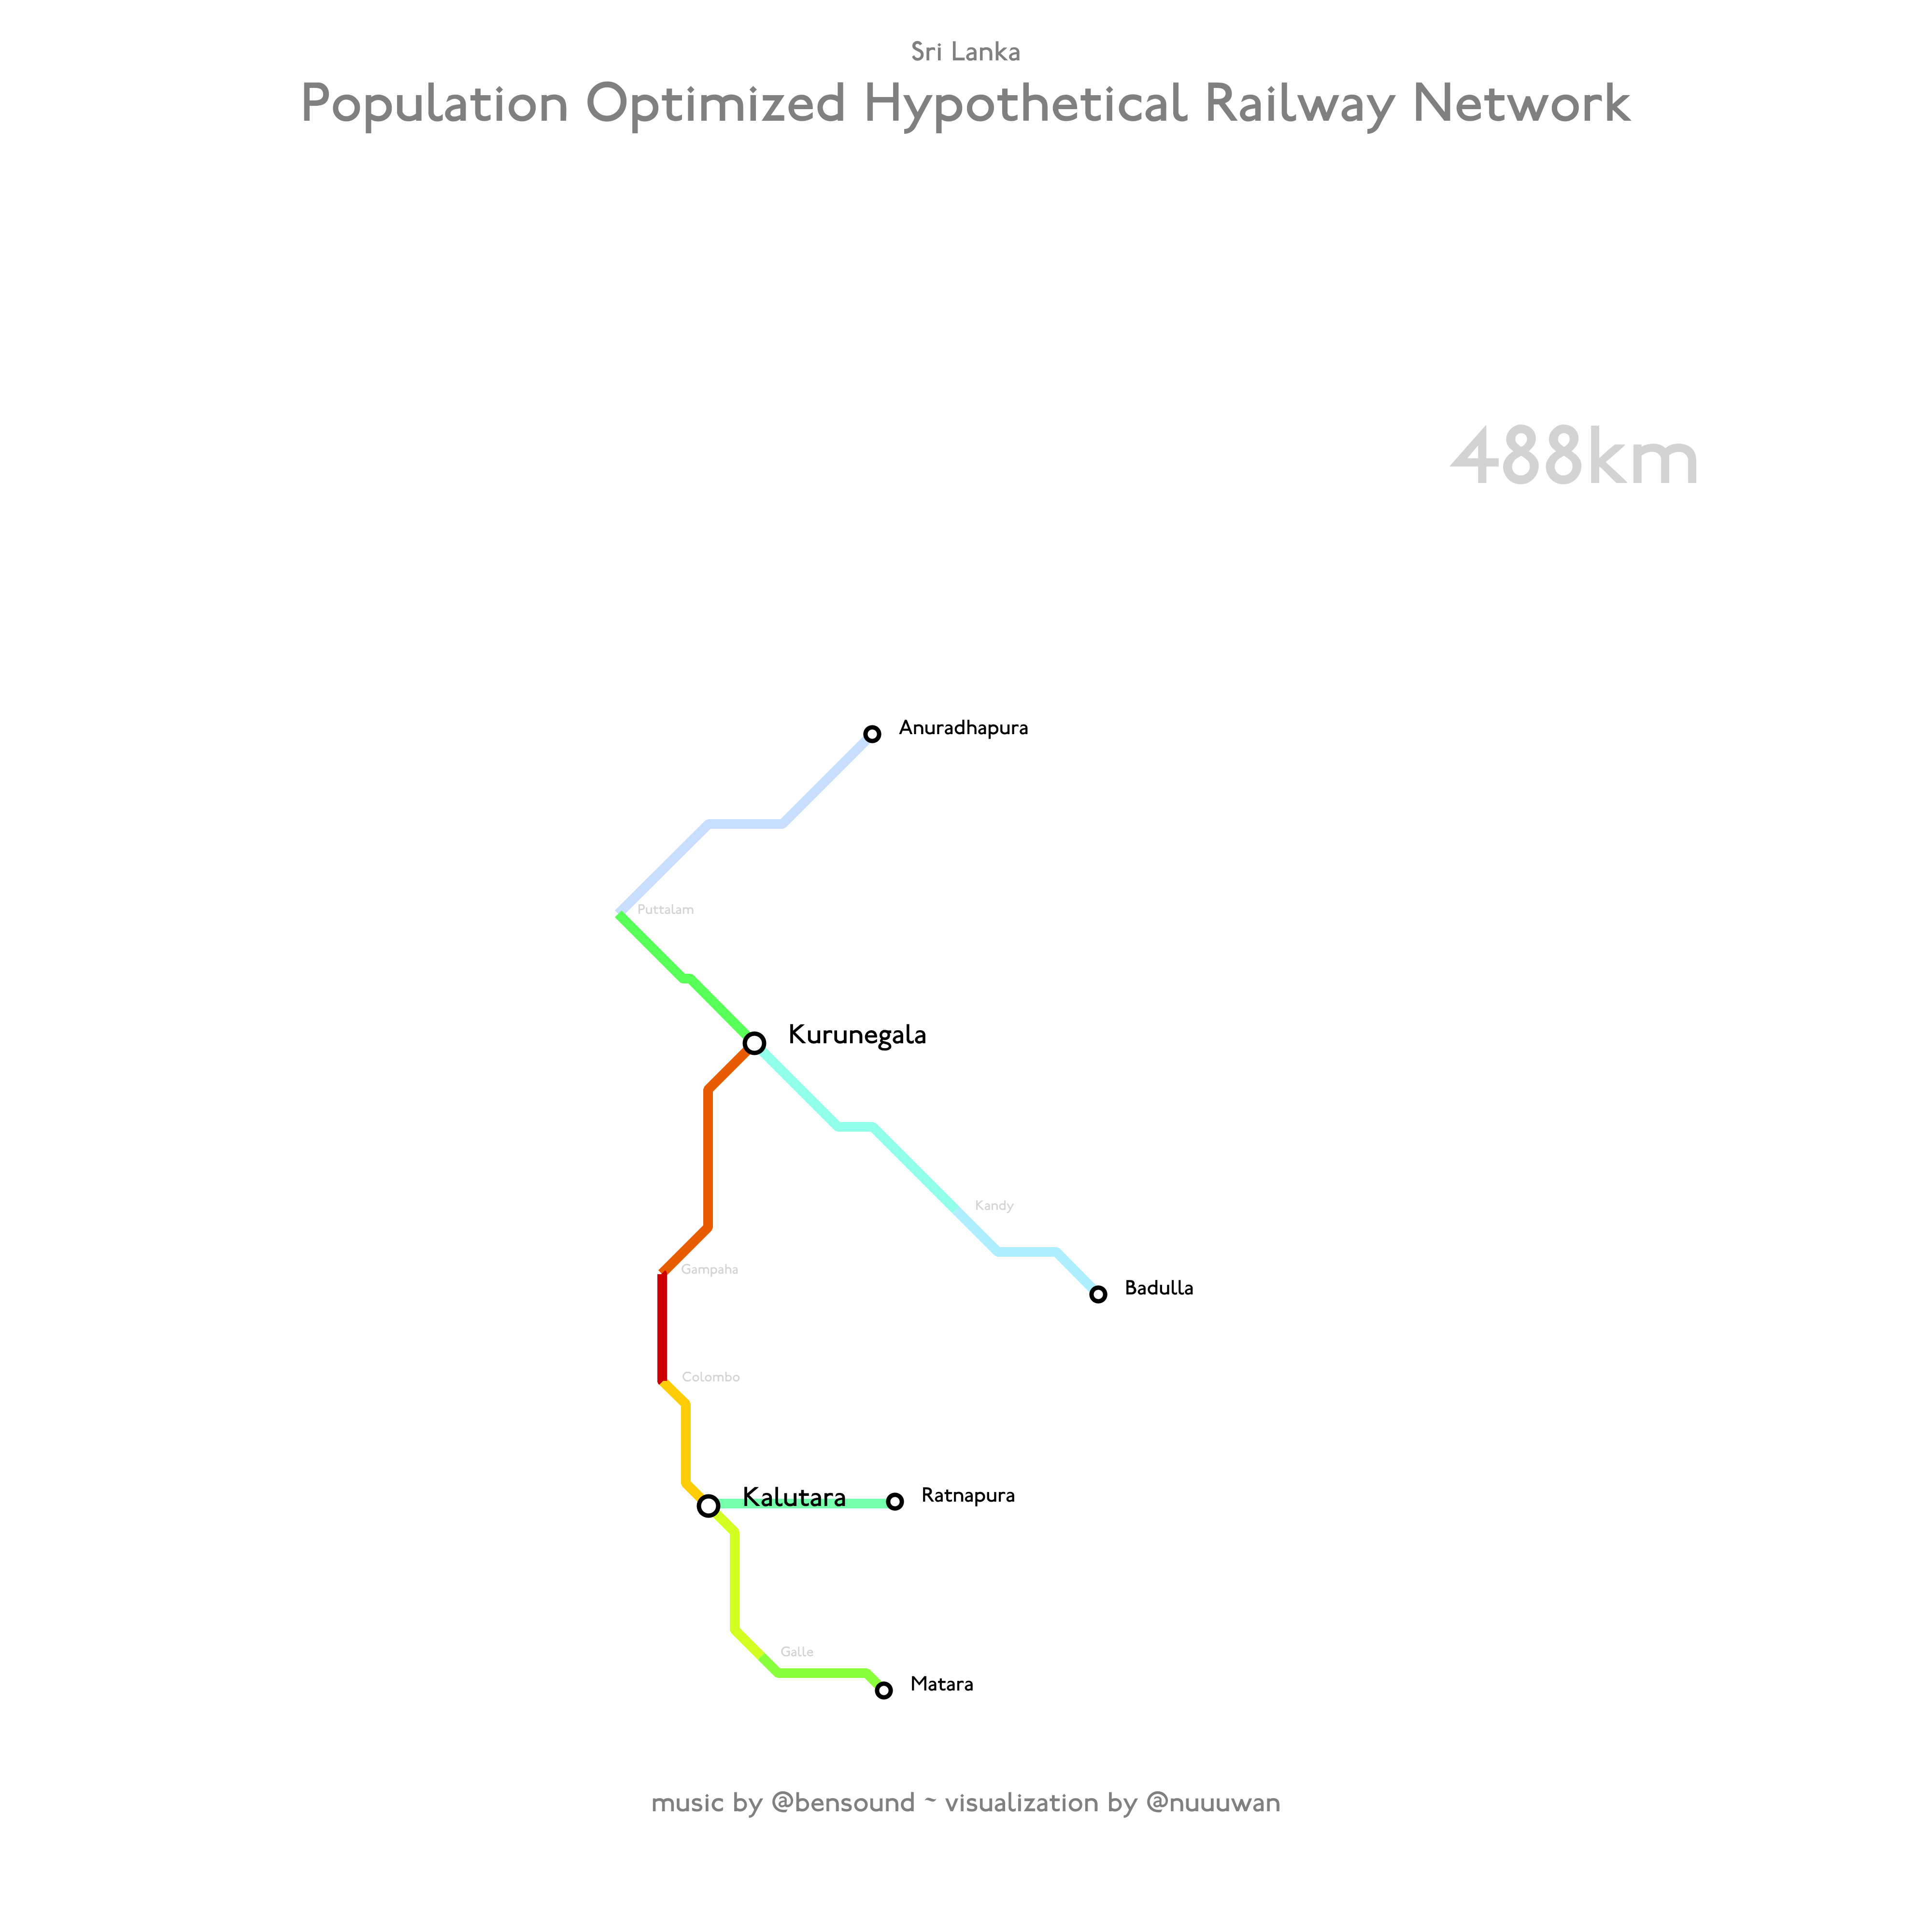 Sri Lanka
Population Optimized Hypothetical Railway Network
488km
Anuradhapura
Puttalam
Kurunegala
Kandy
Gampaha
Badulla
Colombo
Kalutara
Ratnapura
Galle
Matara
music by @bensound ~ visualization by @nuuuwan